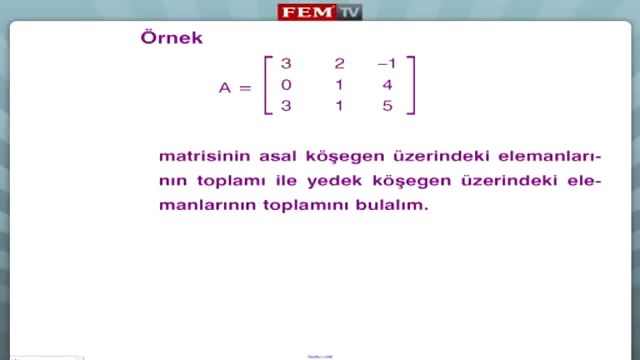 FEM TV
Örnek
3 2 –1
A = 0 1 4
3 1 5
matrisinin asal köşegen üzerindeki elemanları-
nın toplamı ile yedek köşegen üzerindeki ele-
manlarının toplamını bulalım.